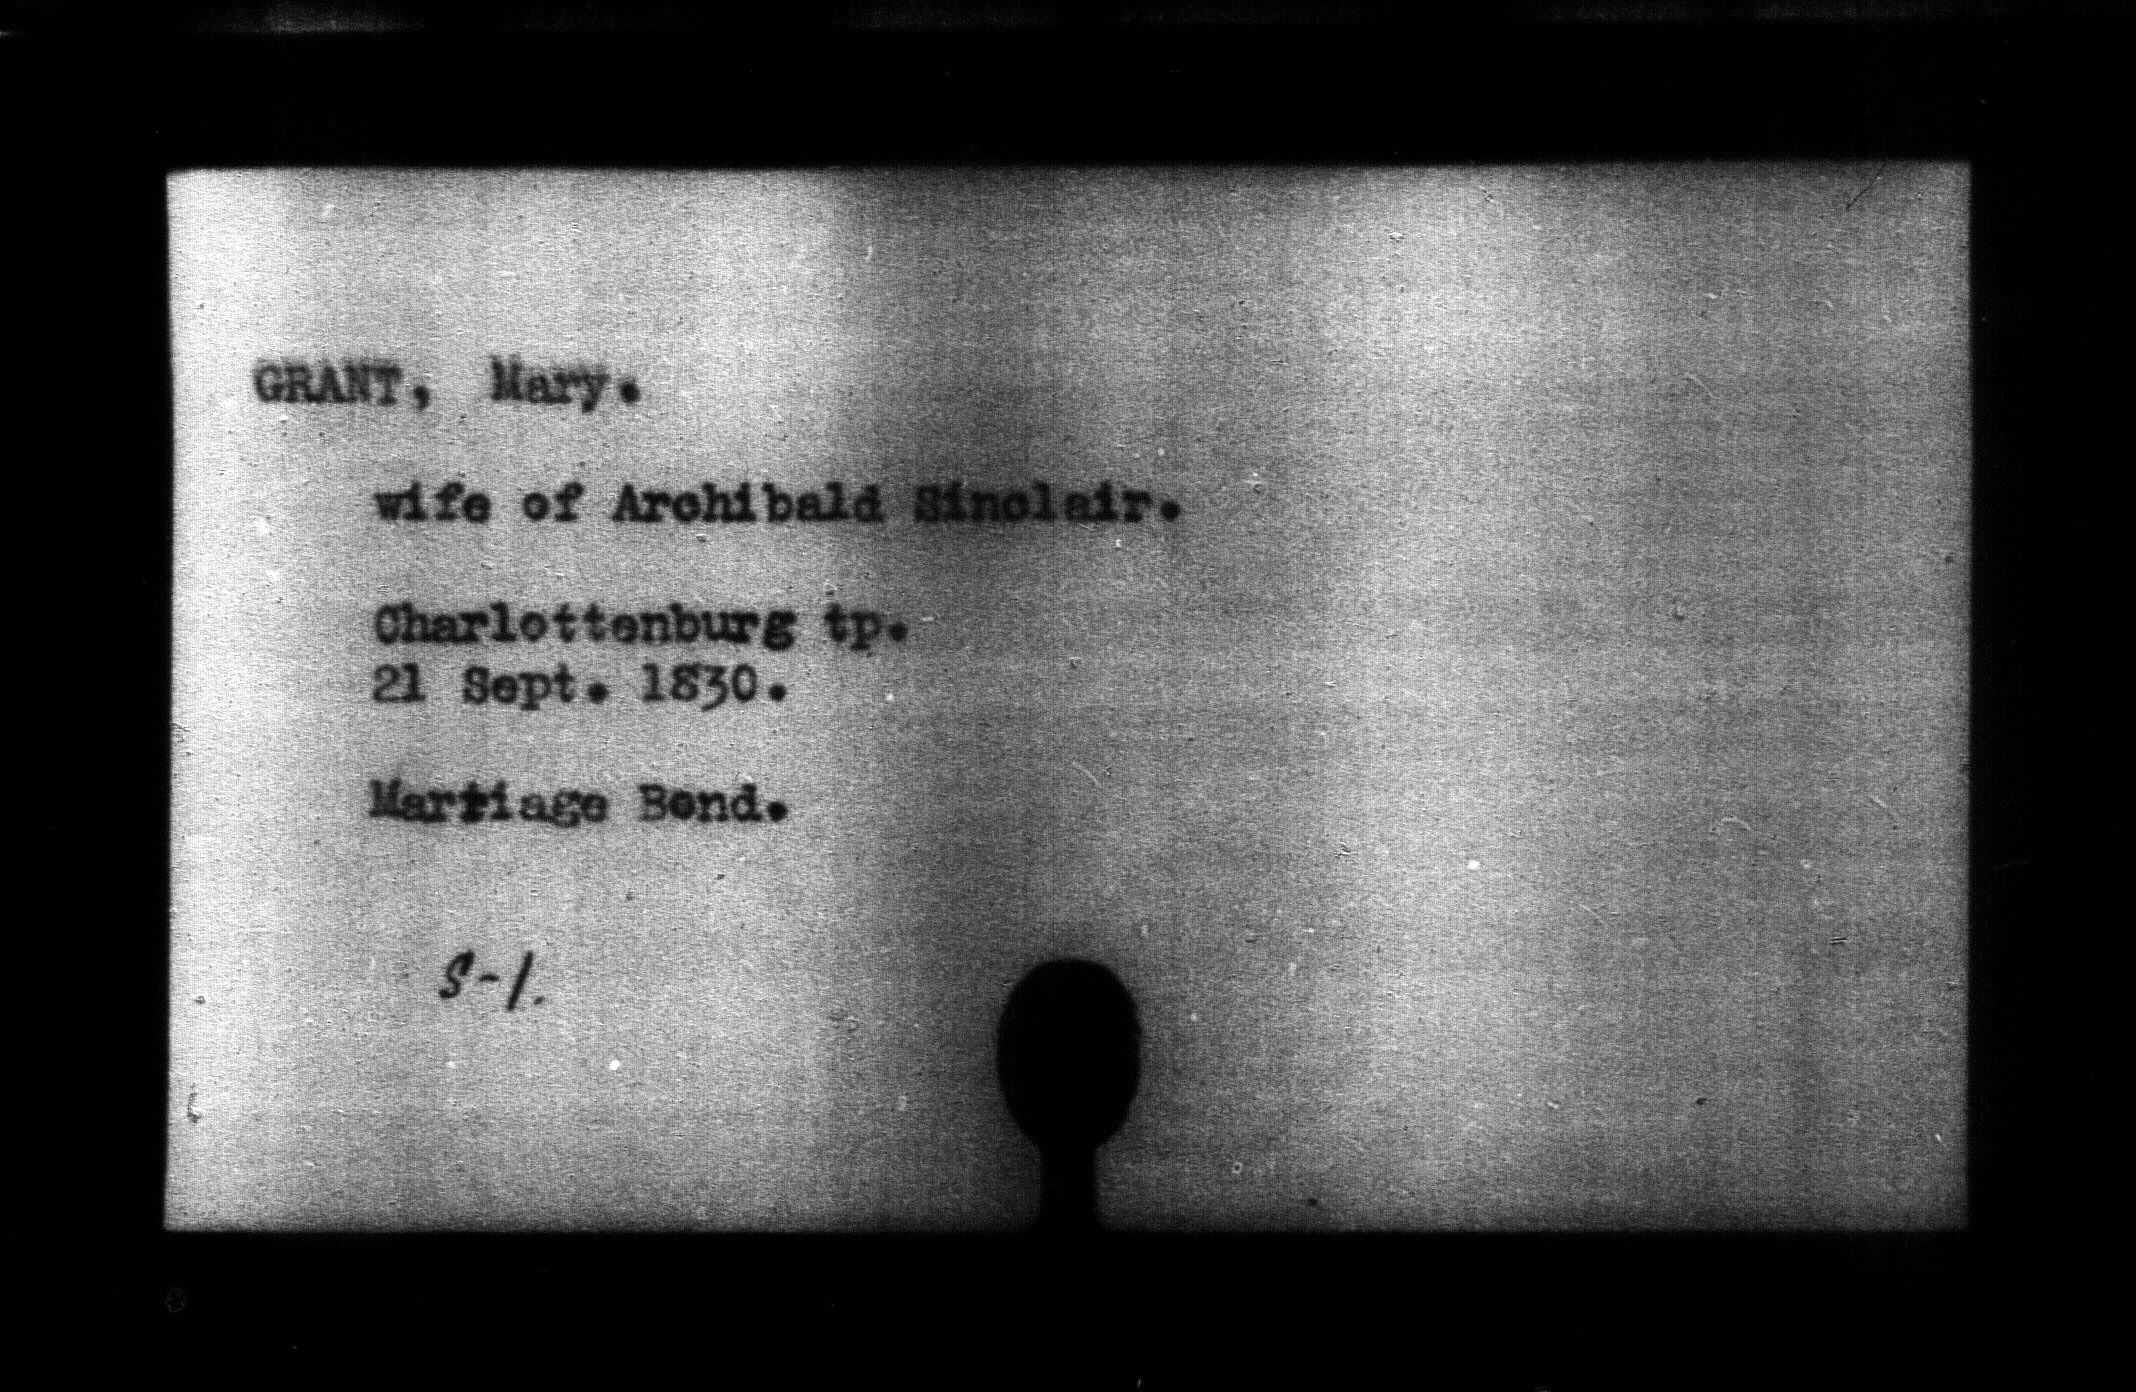 GRANT, Mary.
wife of Archibald Sinclair.
Charlottenburg tp.
21 Sept. 1830.
Marriage Bond.
S-1.